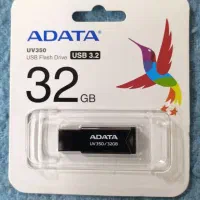 ADATA
UV350
USB Flash Drive USB 3.2
32 GB
ADATA
UV350/32GB